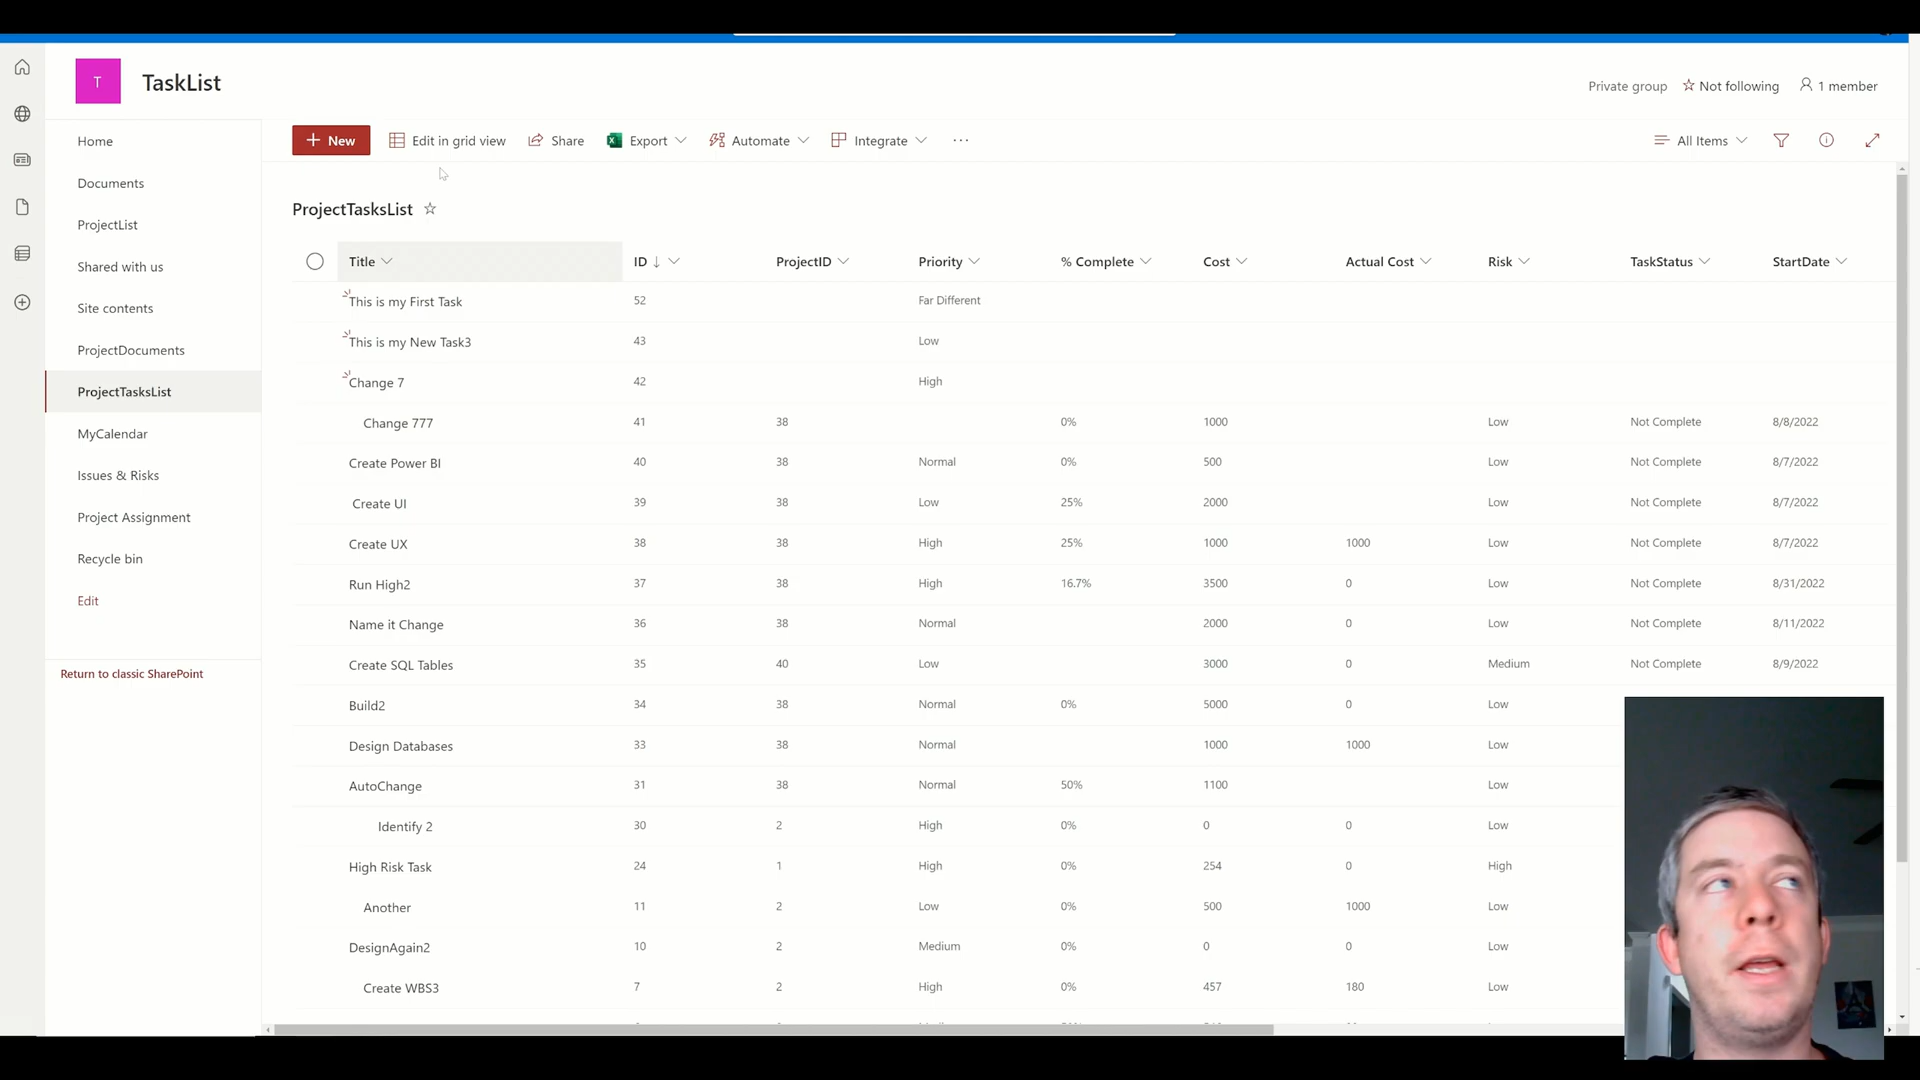 T
TaskList
Private group
Not following
1 member
Home
Documents
ProjectList
Shared with us
Site contents
ProjectDocuments
ProjectTasksList
MyCalendar
Issues & Risks
Project Assignment
Recycle bin
Edit
Return to classic SharePoint
+ New
Edit in grid view
Share
Export
Automate
Integrate
...
All Items
ProjectTasksList
Title ID ↓ ProjectID Priority % Complete Cost Actual Cost Risk TaskStatus StartDate
This is my First Task 52 Far Different
This is my New Task3 43 Low
Change 7 42 High
Change 777 41 38 0% 1000 Low Not Complete 8/8/2022
Create Power BI 40 38 Normal 0% 500 Low Not Complete 8/7/2022
Create UI 39 38 Low 25% 2000 Low Not Complete 8/7/2022
Create UX 38 38 High 25% 1000 1000 Low Not Complete 8/7/2022
Run High2 37 38 High 16.7% 3500 0 Low Not Complete 8/31/2022
Name it Change 36 38 Normal 2000 0 Low Not Complete 8/11/2022
Create SQL Tables 35 40 Low 3000 0 Medium Not Complete 8/9/2022
Build2 34 38 Normal 0% 5000 0 Low
Design Databases 33 38 Normal 1000 1000 Low
AutoChange 31 38 Normal 50% 1100 Low
Identify 2 30 2 High 0% 0 0 Low
High Risk Task 24 1 High 0% 254 0 High
Another 11 2 Low 0% 500 1000 Low
DesignAgain2 10 2 Medium 0% 0 0 Low
Create WBS3 7 2 High 0% 457 180 Low